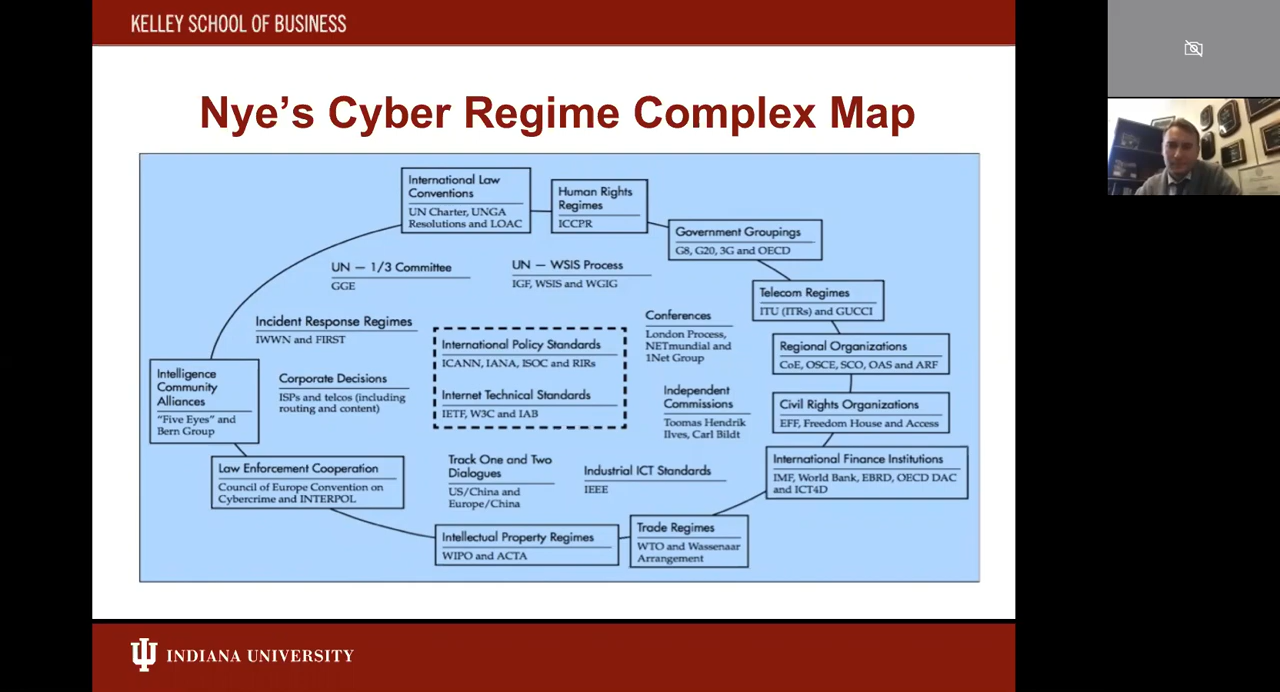 KELLEY SCHOOL OF BUSINESS
Nye's Cyber Regime Complex Map
International Law
Conventions
UN Charter, UNGA
Resolutions and LOAC
Human Rights
Regimes
ICCPR
Government Groupings
G8, G20, 3G and OECD
UN — 1/3 Committee
GGE
UN — WSIS Process
IGF, WSIS and WGIG
Telecom Regimes
ITU (ITRs) and GUCCI
Incident Response Regimes
IWWN and FIRST
Conferences
London Process,
NETmundial and
1Net Group
International Policy Standards
ICANN, IANA, ISOC and RIRs
Internet Technical Standards
IETF, W3C and IAB
Regional Organizations
CoE, OSCE, SCO, OAS and ARF
Intelligence
Community
Alliances
"Five Eyes" and
Bern Group
Corporate Decisions
ISPs and telcos (including
routing and content)
Independent
Commissions
Toomas Hendrik
Ilves, Carl Bildt
Civil Rights Organizations
EFF, Freedom House and Access
Law Enforcement Cooperation
Council of Europe Convention on
Cybercrime and INTERPOL
Track One and Two
Dialogues
US/China and
Europe/China
Industrial ICT Standards
IEEE
International Finance Institutions
IMF, World Bank, EBRD, OECD DAC
and ICT4D
Intellectual Property Regimes
WIPO and ACTA
Trade Regimes
WTO and Wassenaar
Arrangement
INDIANA UNIVERSITY